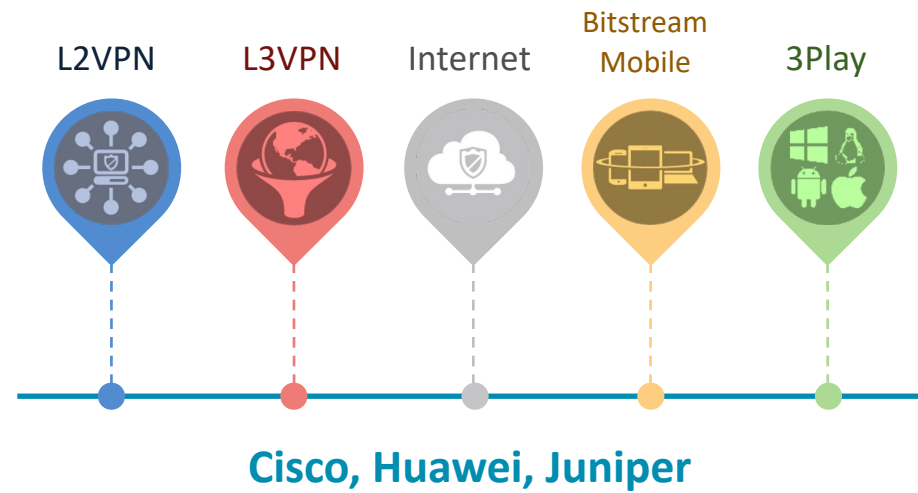 L2VPN
L3VPN
Internet
Bitstream
Mobile
3Play
Cisco, Huawei, Juniper